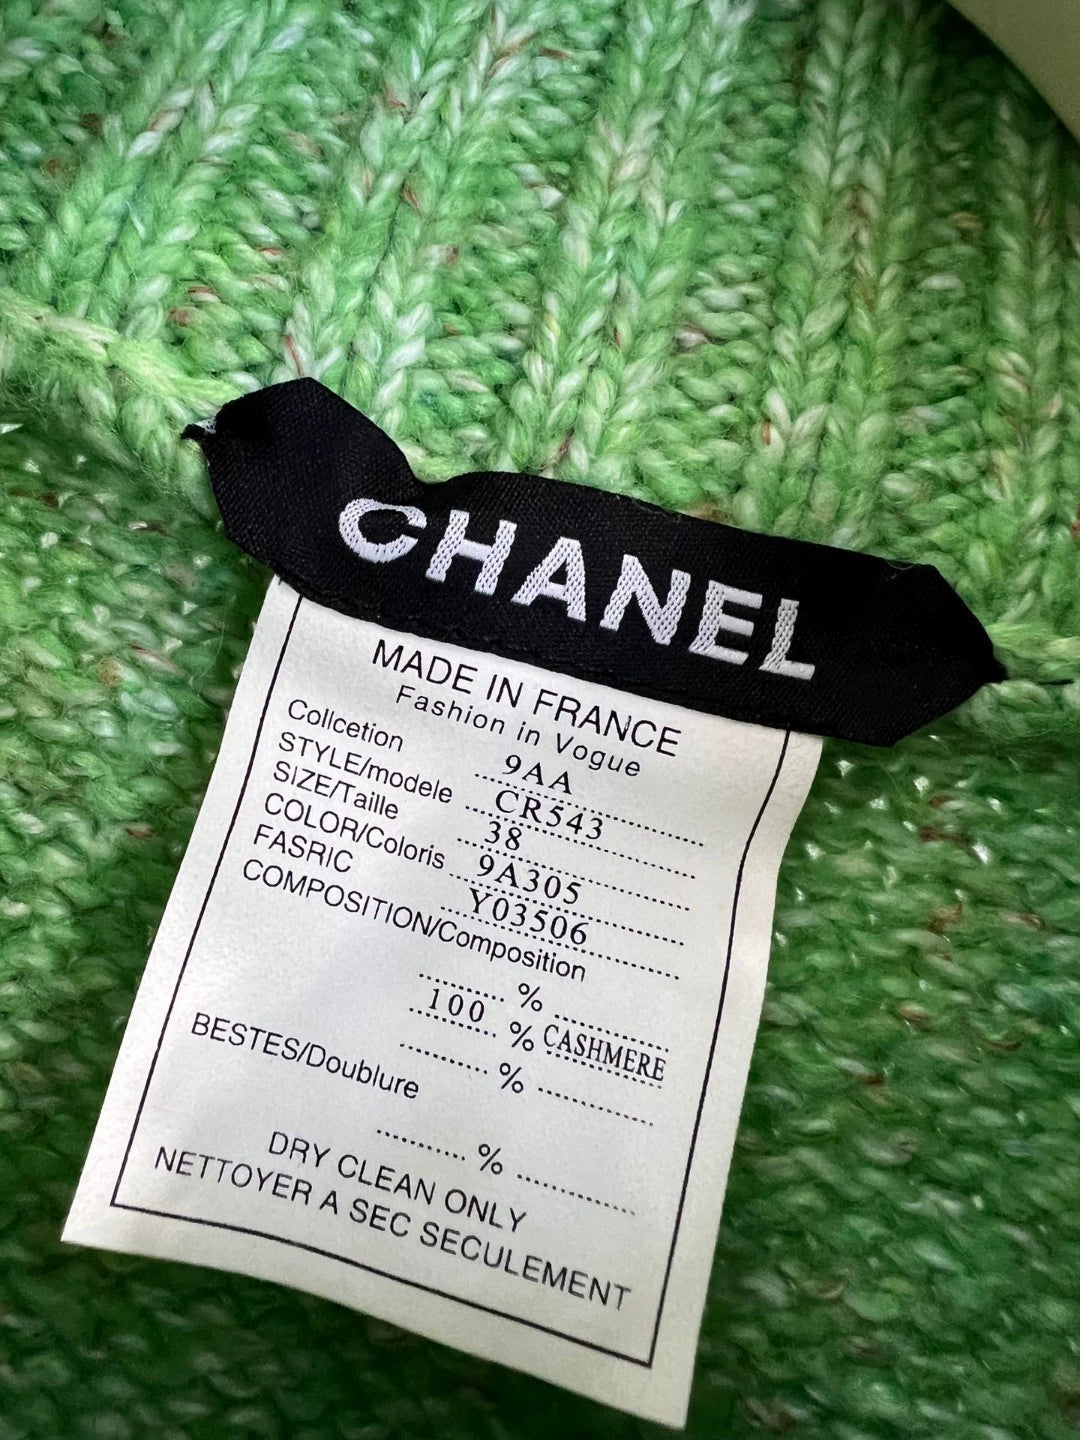 CHANEL
MADE IN FRANCE
Fashion in Vogue
Collcetion 9AA
STYLE/modele CR543
SIZE/Taille 38
COLOR/Coloris 9A305
FASRIC Y03506
COMPOSITION/Composition
%
100 % CASHMERE
%
BESTES/Doublure
%
DRY CLEAN ONLY
NETTOYER A SEC SECULEMENT